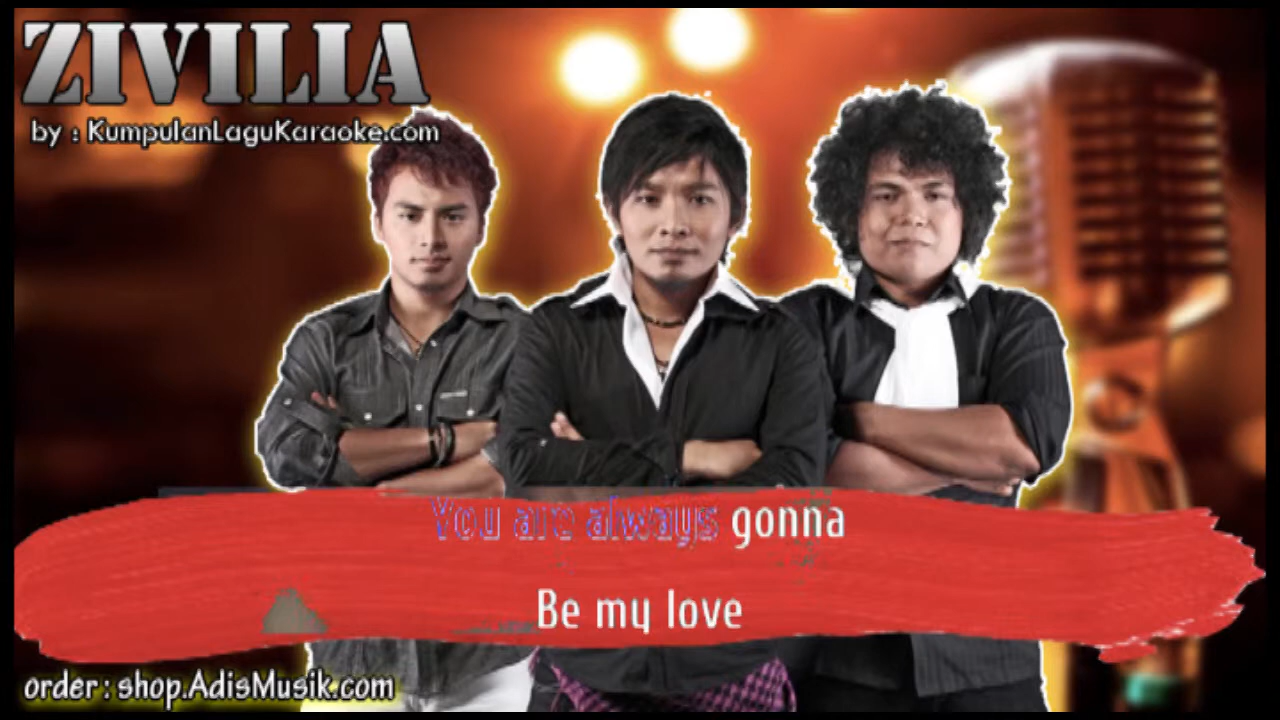 ZIVILIA
by : KumpulanLaguKaraoke.com
You are always gonna
Be my love
order : shop.AdisMusik.com